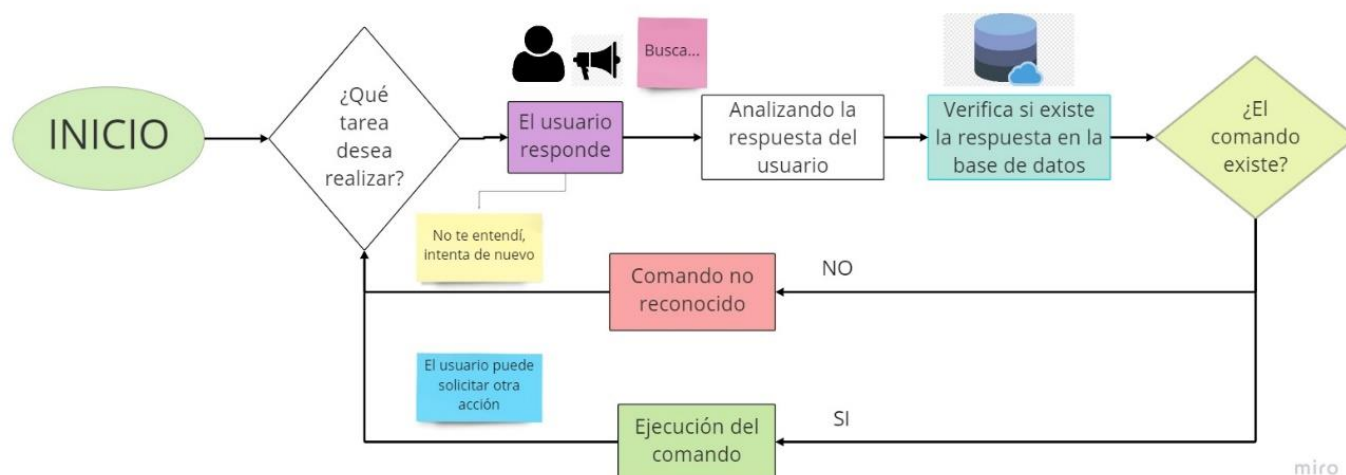 INICIO
¿Qué
tarea
desea
realizar?
Busca...
El usuario
responde
Analizando la
respuesta del
usuario
Verifica si existe
la respuesta en la
base de datos
¿El
comando
existe?
No te entendí,
intenta de nuevo
Comando no
reconocido
NO
El usuario puede
solicitar otra
acción
Ejecución del
comando
SI
miro